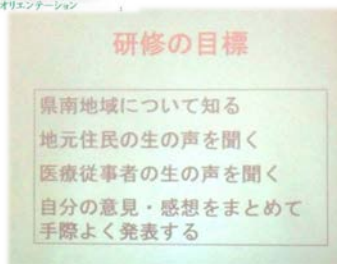 オリエンテーション
研修の目標
県南地域について知る
地元住民の生の声を聞く
医療従事者の生の声を聞く
自分の意見・感想をまとめて
手際よく発表する